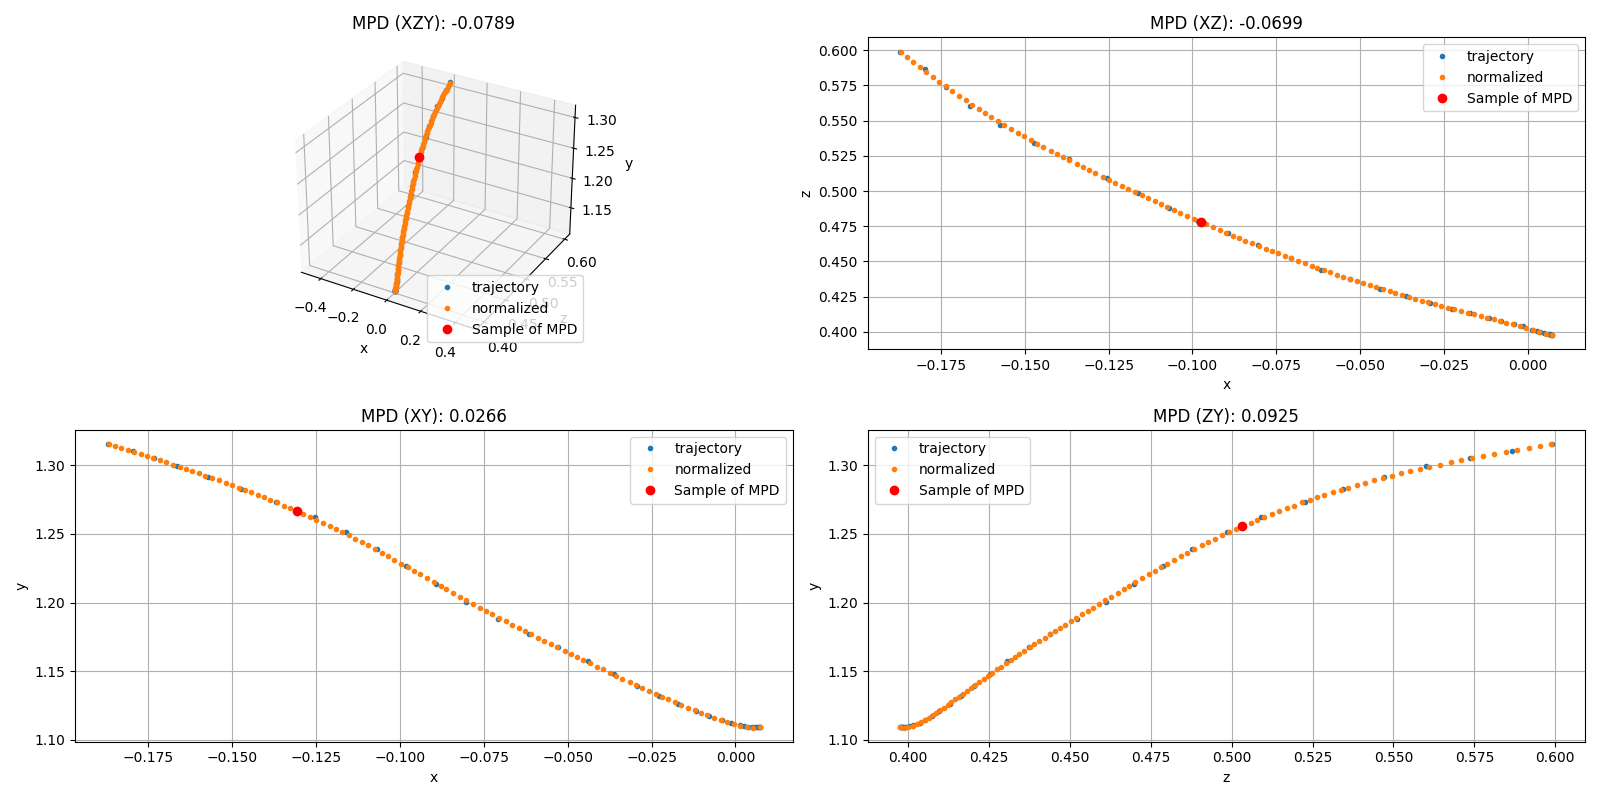 MPD (XZY): -0.0789
1.30
1.25
1.20
1.15
y
0.60
0.55
0.50
0.45
0.40
z
−0.4
−0.2
0.0
0.2
0.4
x
trajectory
normalized
Sample of MPD
MPD (XZ): -0.0699
0.600
0.575
0.550
0.525
0.500
0.475
0.450
0.425
0.400
z
trajectory
normalized
Sample of MPD
−0.175 −0.150 −0.125 −0.100 −0.075 −0.050 −0.025 0.000
x
MPD (XY): 0.0266
1.30
1.25
1.20
1.15
1.10
y
trajectory
normalized
Sample of MPD
−0.175 −0.150 −0.125 −0.100 −0.075 −0.050 −0.025 0.000
x
MPD (ZY): 0.0925
1.30
1.25
1.20
1.15
1.10
y
trajectory
normalized
Sample of MPD
0.400 0.425 0.450 0.475 0.500 0.525 0.550 0.575 0.600
z